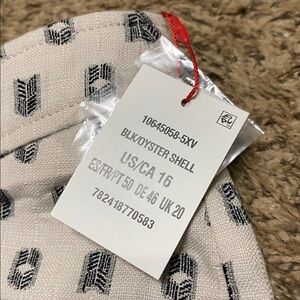 10645058-5XV
BLK/OYSTER SHELL
US/CA 16
ES/FR/PT 50 DE 46 UK 20
782418770583